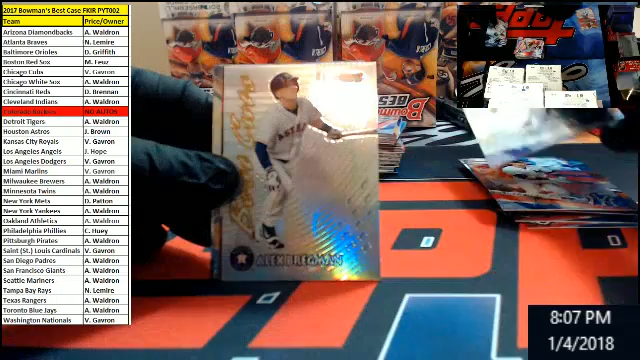 2017 Bowman's Best Case FKIR PYT002
Team Price/Owner
Arizona Diamondbacks A. Waldron
Atlanta Braves N. Lemire
Baltimore Orioles D. Griffith
Boston Red Sox M. Feuz
Chicago Cubs V. Gavron
Chicago White Sox A. Waldron
Cincinnati Reds D. Brennan
Cleveland Indians A. Waldron
Colorado Rockies NO AUTOS
Detroit Tigers A. Waldron
Houston Astros J. Brown
Kansas City Royals V. Gavron
Los Angeles Angels J. Hope
Los Angeles Dodgers V. Gavron
Miami Marlins V. Gavron
Milwaukee Brewers A. Waldron
Minnesota Twins A. Waldron
New York Mets D. Patton
New York Yankees A. Waldron
Oakland Athletics A. Waldron
Philadelphia Phillies C. Huey
Pittsburgh Pirates A. Waldron
Saint (St.) Louis Cardinals V. Gavron
San Diego Padres A. Waldron
San Francisco Giants A. Waldron
Seattle Mariners A. Waldron
Tampa Bay Rays N. Lemire
Texas Rangers A. Waldron
Toronto Blue Jays A. Waldron
Washington Nationals V. Gavron
ASTROS
ALEX BREGMAN
8:07 PM
1/4/2018